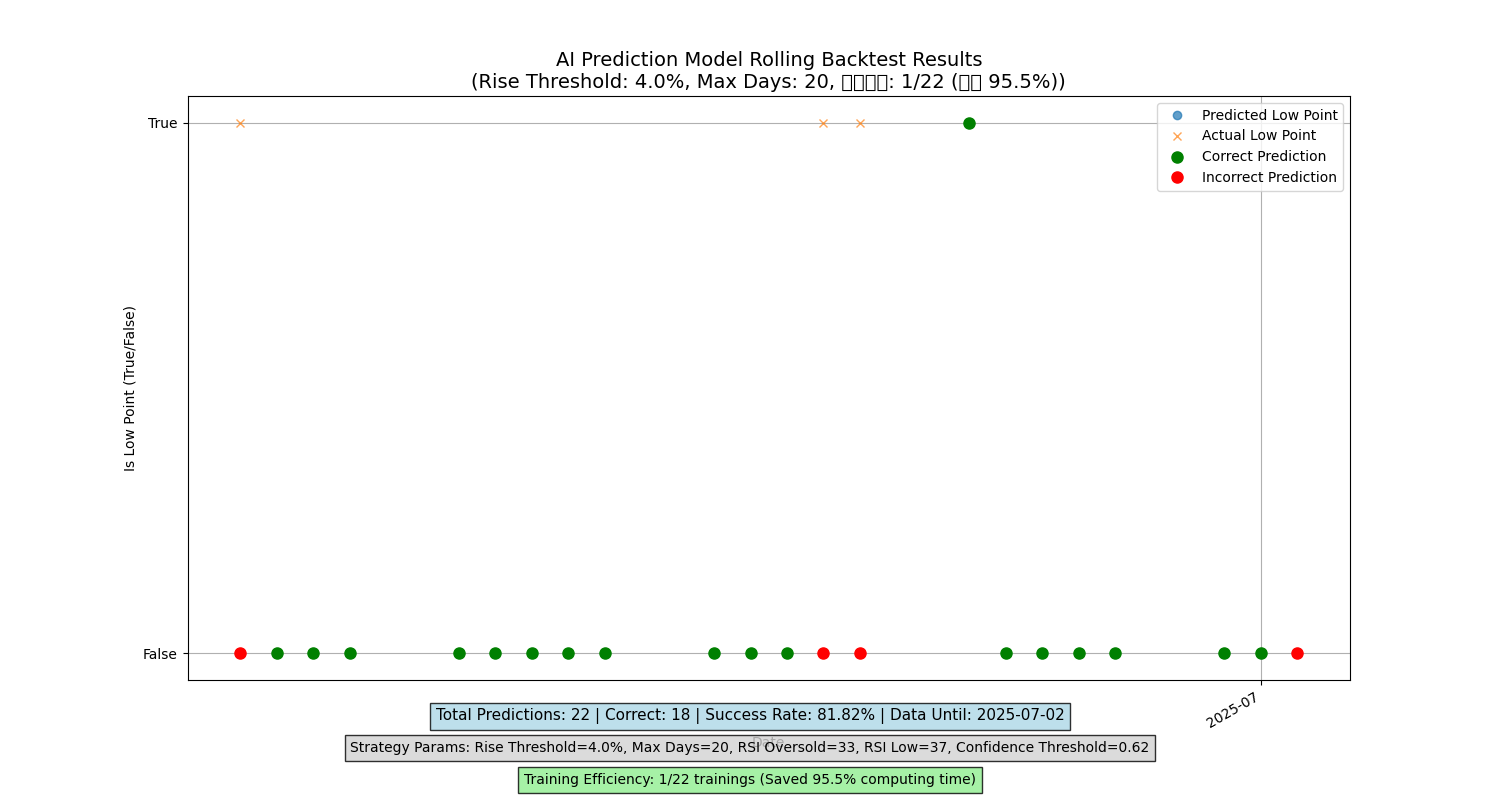 AI Prediction Model Rolling Backtest Results
(Rise Threshold: 4.0%, Max Days: 20, : 1/22 ( 95.5%))
True
Predicted Low Point
Actual Low Point
Correct Prediction
Incorrect Prediction
Is Low Point (True/False)
False
2025-07
Total Predictions: 22 | Correct: 18 | Success Rate: 81.82% | Data Until: 2025-07-02
Date
Strategy Params: Rise Threshold=4.0%, Max Days=20, RSI Oversold=33, RSI Low=37, Confidence Threshold=0.62
Training Efficiency: 1/22 trainings (Saved 95.5% computing time)